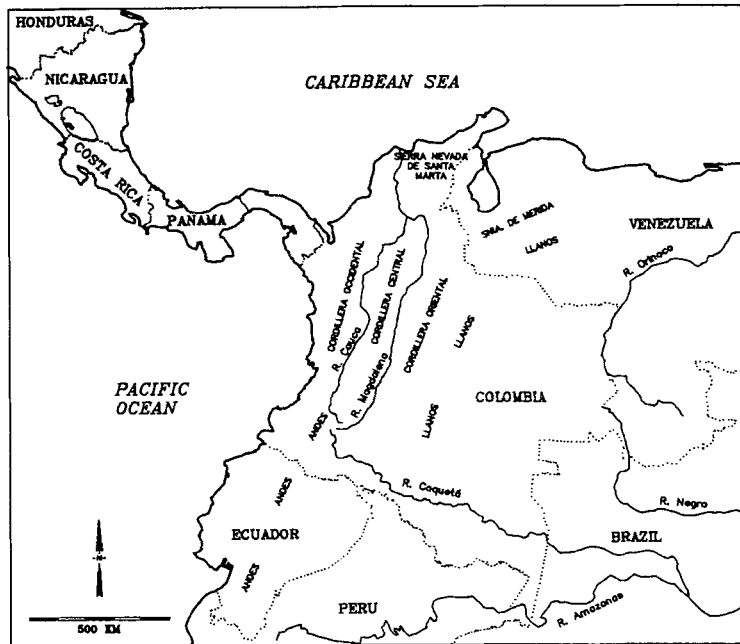 HONDURAS
NICARAGUA
CARIBBEAN SEA
COSTA RICA
PANAMA
SIERRA NEVADA
DE SANTA
MARTA
SNIA. DE MERIDA
LLANOS
VENEZUELA
R. Orinoco
CORDILLERA OCCIDENTAL
R. Cauca
CORDILLERA CENTRAL
R. Magdalena
CORDILLERA ORIENTAL
LLANOS
PACIFIC
OCEAN
COLOMBIA
ANDES
LLANOS
ANDES
R. Caquetá
R. Negro
ECUADOR
BRAZIL
ANDES
PERU
R. Amazonas
500 KM